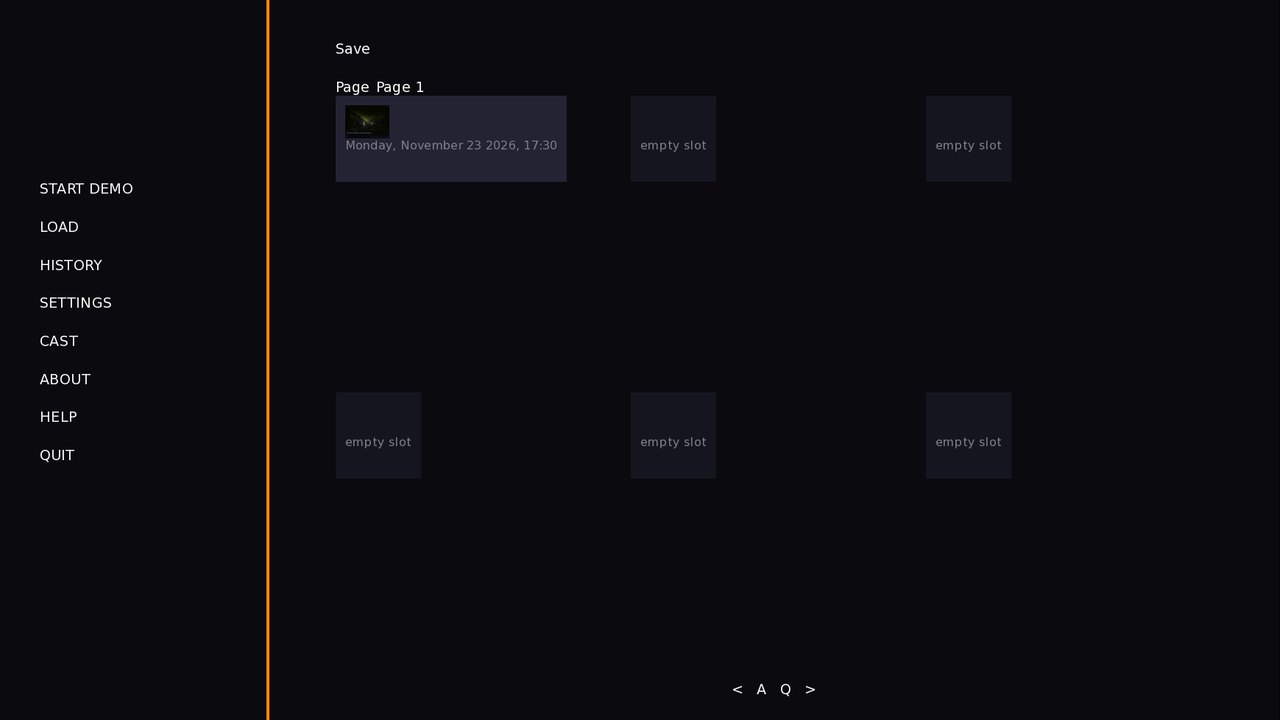 START DEMO
LOAD
HISTORY
SETTINGS
CAST
ABOUT
HELP
QUIT
Save
Page Page 1
Monday, November 23 2026, 17:30
empty slot
empty slot
empty slot
empty slot
empty slot
< A Q >